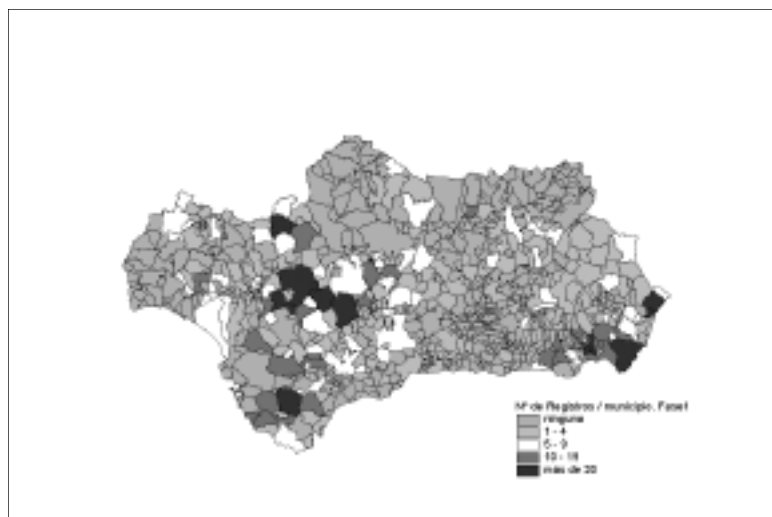 Nº de Registros / municipio. Fase I
ninguno
1 - 4
5 - 9
10 - 19
más de 20